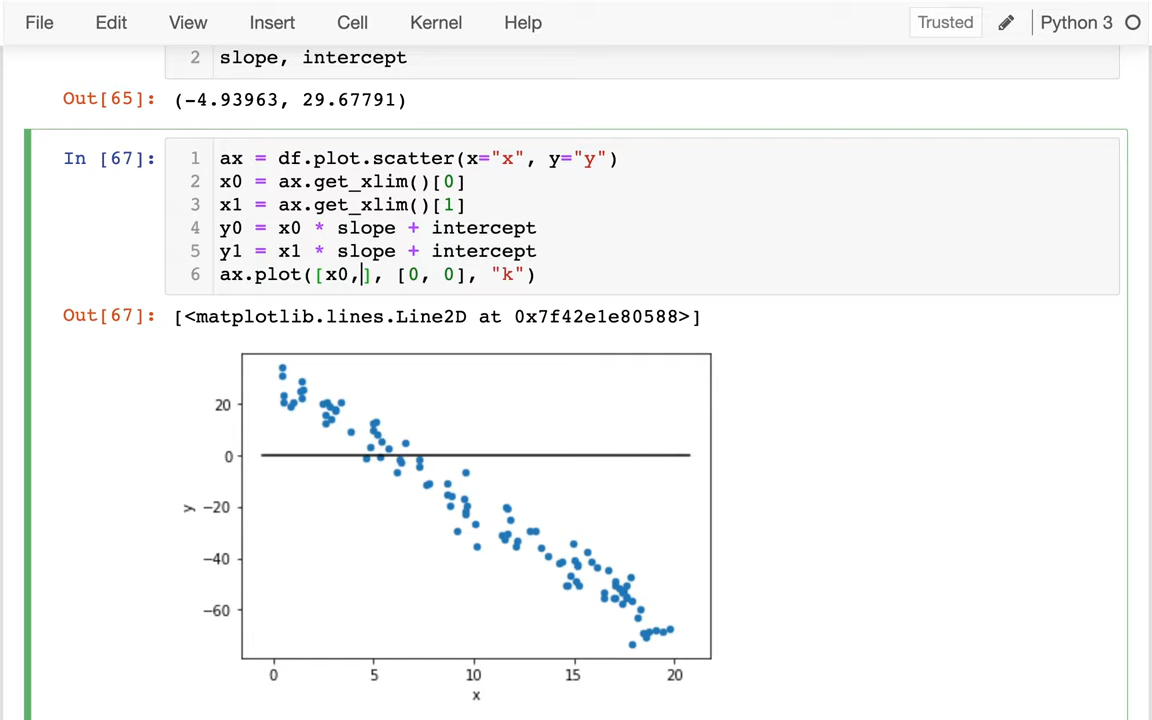 File Edit View Insert Cell Kernel Help Trusted Python 3
2 slope, intercept
Out[65]: (-4.93963, 29.67791)
In [67]: 1 ax = df.plot.scatter(x="x", y="y")
2 x0 = ax.get_xlim()[0]
3 x1 = ax.get_xlim()[1]
4 y0 = x0 * slope + intercept
5 y1 = x1 * slope + intercept
6 ax.plot([x0,], [0, 0], "k")
Out[67]: [<matplotlib.lines.Line2D at 0x7f42e1e80588>]
20
0
−20
−40
−60
y
0 5 10 15 20
x